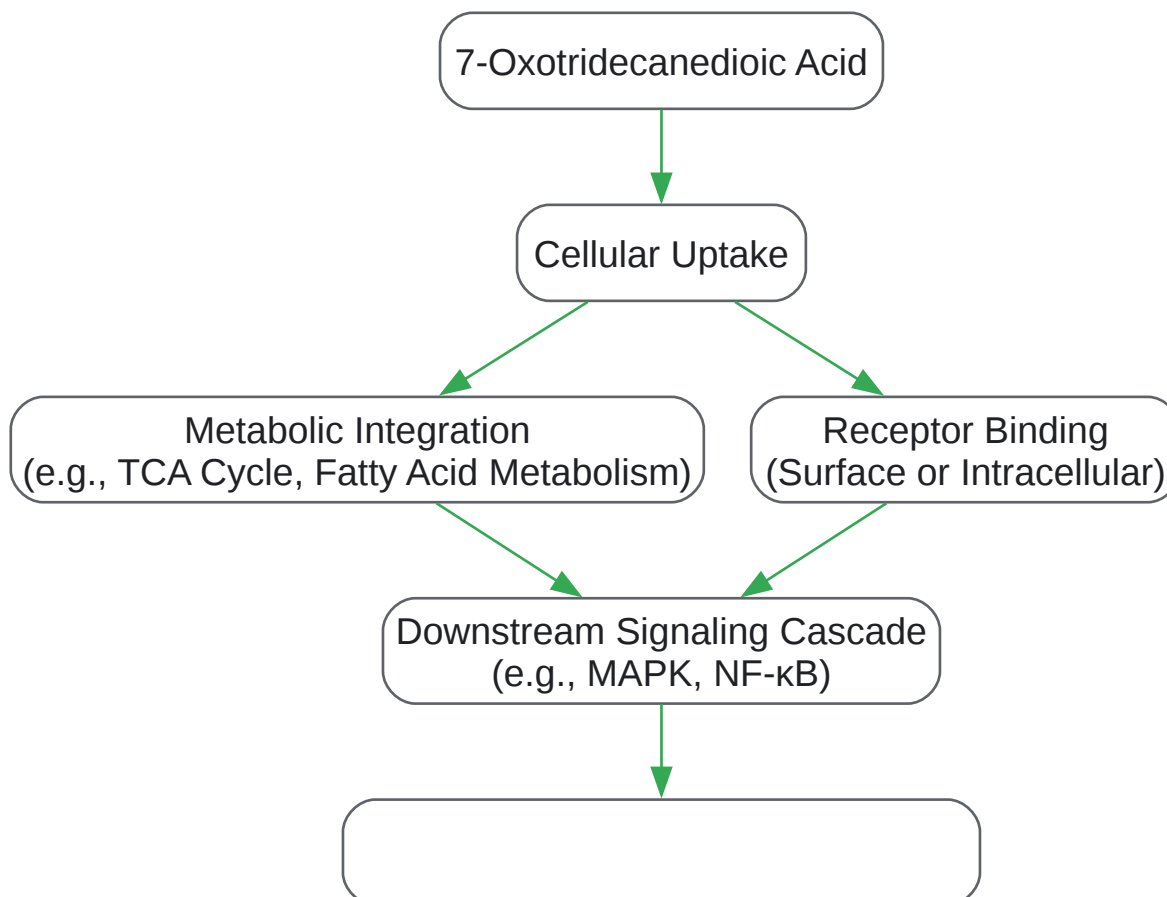 7-Oxotridecanedioic Acid
Cellular Uptake
Metabolic Integration
(e.g., TCA Cycle, Fatty Acid Metabolism)
Receptor Binding
(Surface or Intracellular)
Downstream Signaling Cascade
(e.g., MAPK, NF-κB)